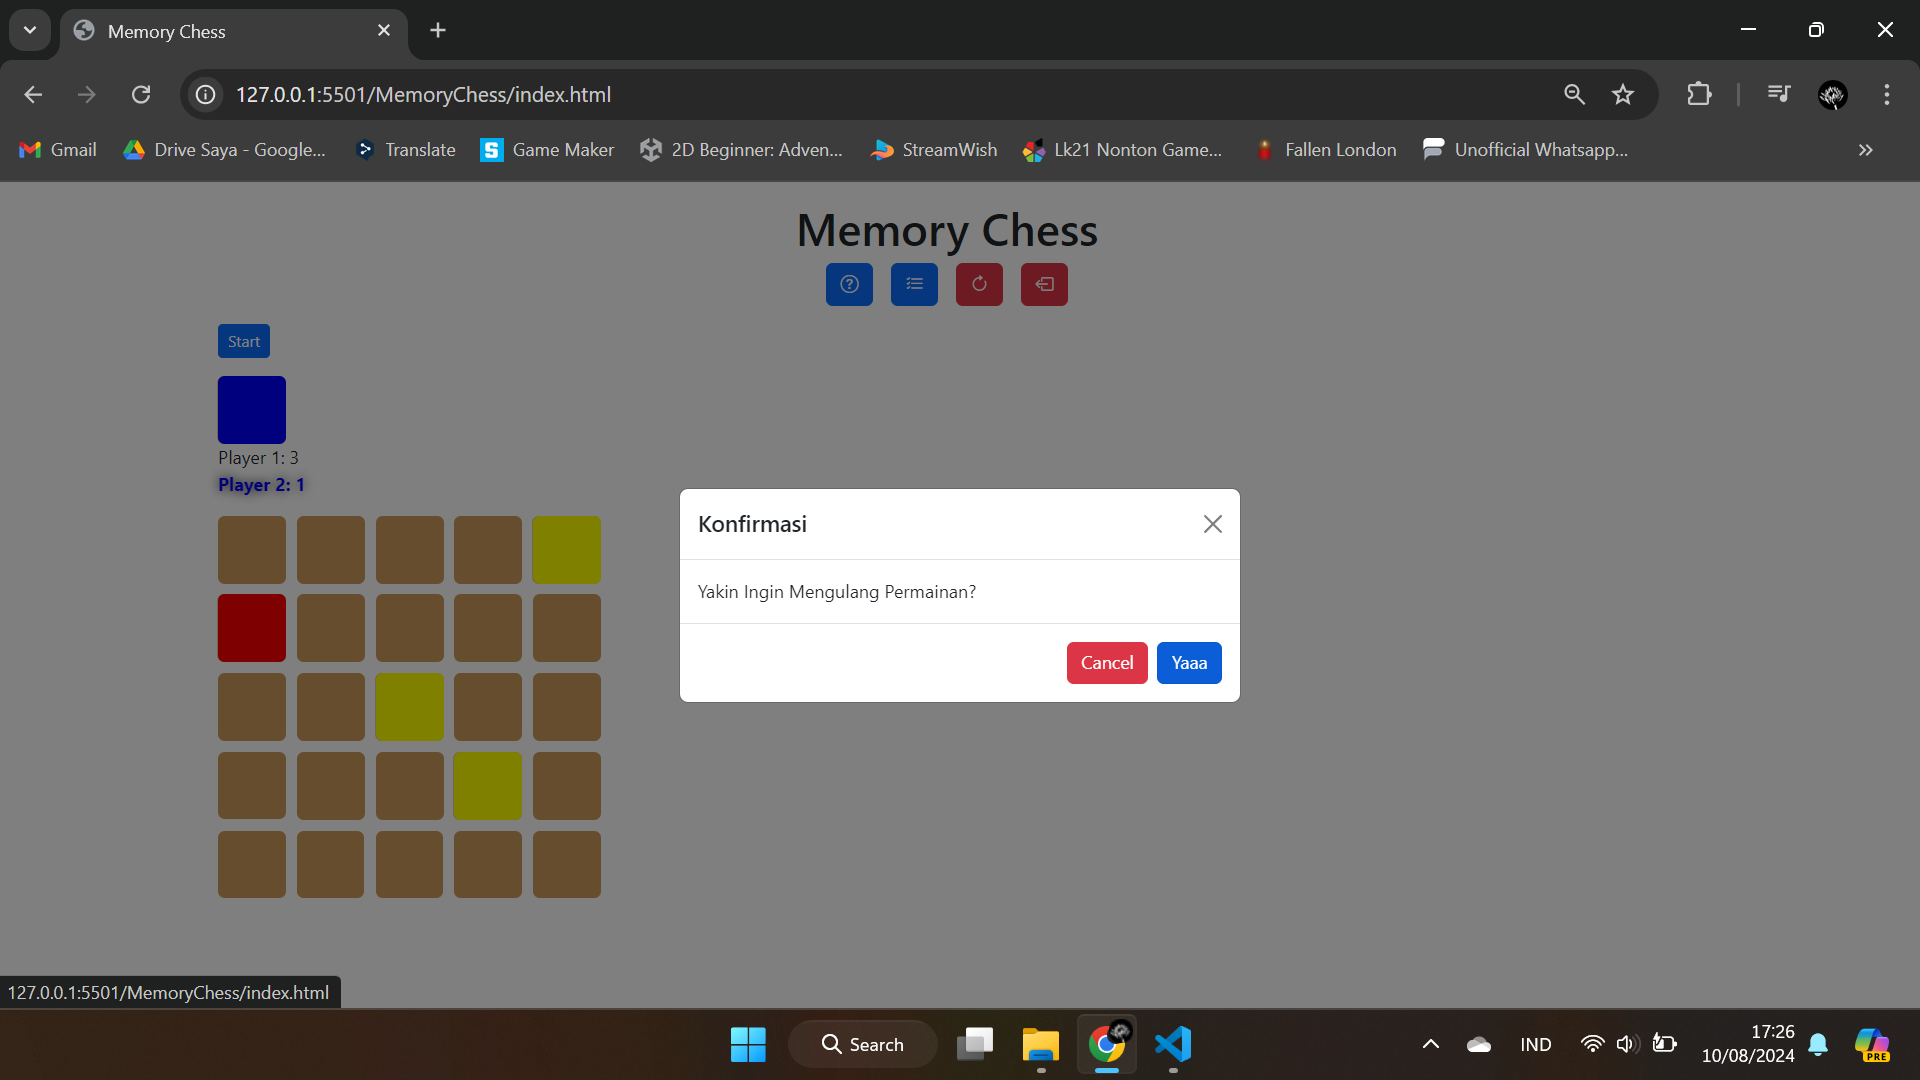 Memory Chess
127.0.0.1:5501/MemoryChess/index.html
Gmail
Drive Saya - Google...
Translate
Game Maker
2D Beginner: Adven...
StreamWish
Lk21 Nonton Game...
Fallen London
Unofficial Whatsapp...
Memory Chess
Start
Player 1: 3
Player 2: 1
Konfirmasi
Yakin Ingin Mengulang Permainan?
Cancel
Yaaa
127.0.0.1:5501/MemoryChess/index.html
Search
IND
17:26
10/08/2024
PRE